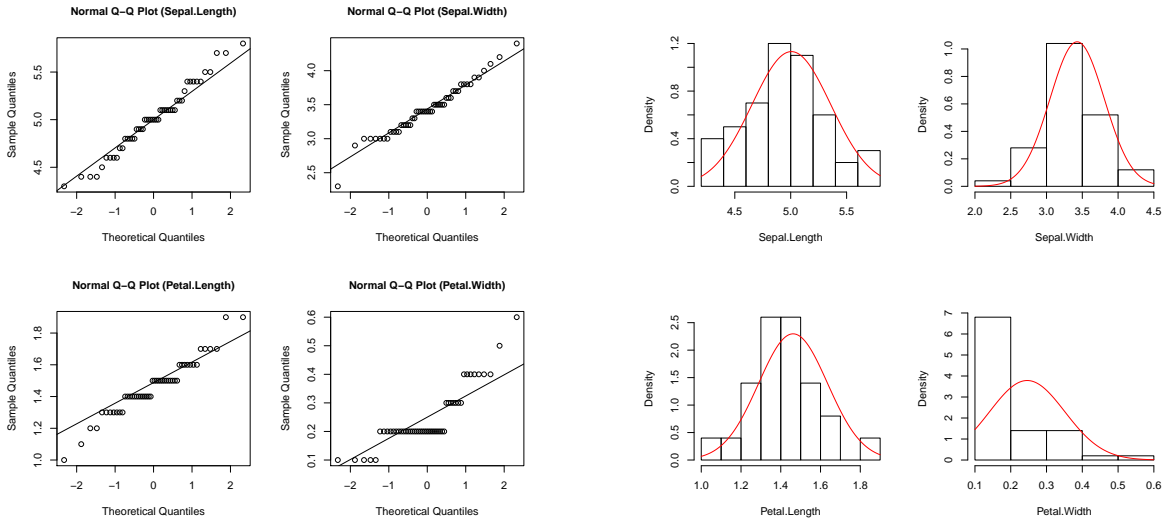 Normal Q−Q Plot (Sepal.Length)
Sample Quantiles
4.5 5.0 5.5
−2 −1 0 1 2
Theoretical Quantiles
Normal Q−Q Plot (Sepal.Width)
Sample Quantiles
2.5 3.0 3.5 4.0
−2 −1 0 1 2
Theoretical Quantiles
Density
0.0 0.4 0.8 1.2
4.5 5.0 5.5
Sepal.Length
Density
0.0 0.2 0.4 0.6 0.8 1.0
2.0 2.5 3.0 3.5 4.0 4.5
Sepal.Width
Normal Q−Q Plot (Petal.Length)
Sample Quantiles
1.0 1.2 1.4 1.6 1.8
−2 −1 0 1 2
Theoretical Quantiles
Normal Q−Q Plot (Petal.Width)
Sample Quantiles
0.1 0.2 0.3 0.4 0.5 0.6
−2 −1 0 1 2
Theoretical Quantiles
Density
0.0 0.5 1.0 1.5 2.0 2.5
1.0 1.2 1.4 1.6 1.8
Petal.Length
Density
0 1 2 3 4 5 6 7
0.1 0.2 0.3 0.4 0.5 0.6
Petal.Width